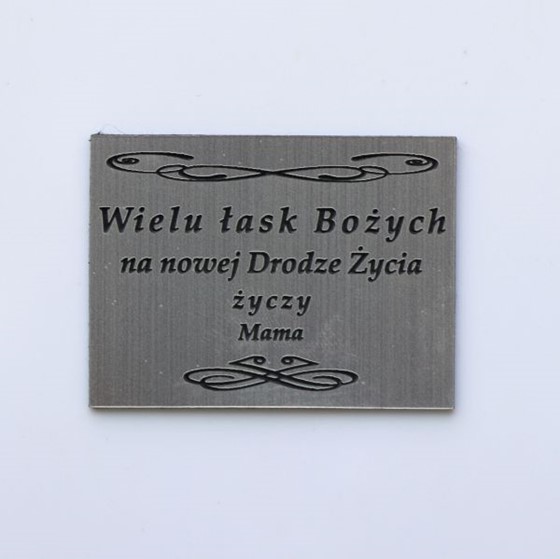 Wielu łask Bożych
na nowej Drodze Życia
życzy
Mama